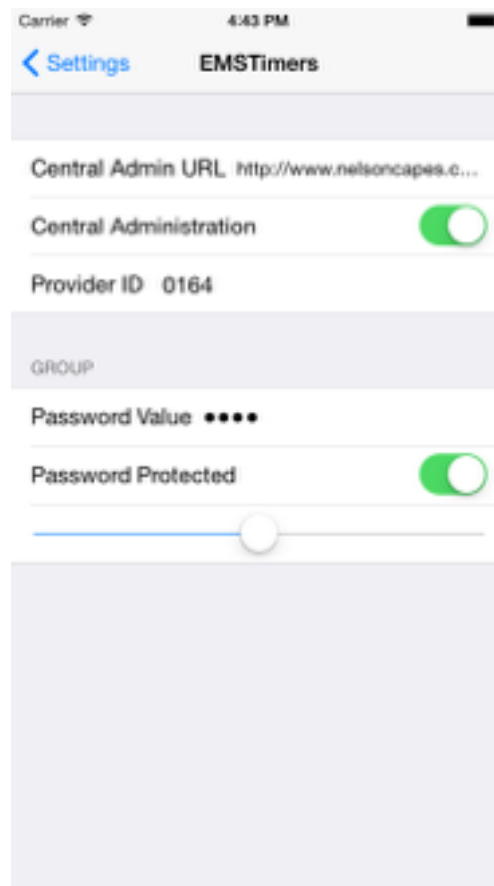 Carrier 4:43 PM
Settings EMSTimers
Central Admin URL http://www.nelsoncapes.c...
Central Administration
Provider ID 0164
GROUP
Password Value ••••
Password Protected